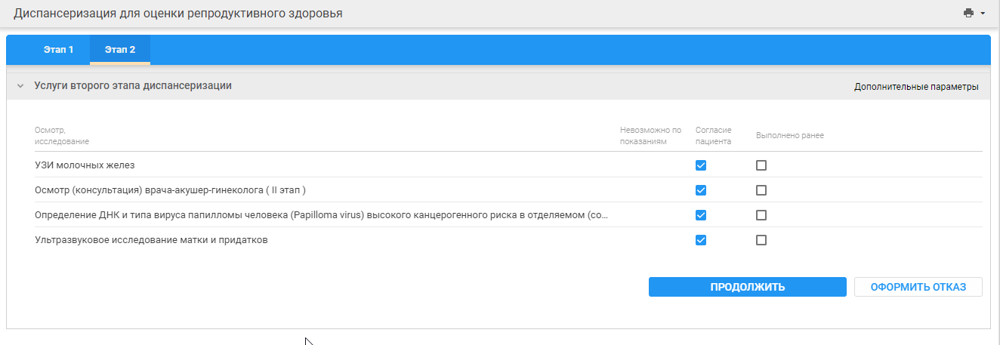 Диспансеризация для оценки репродуктивного здоровья
Этап 1 Этап 2
Услуги второго этапа диспансеризации Дополнительные параметры
Осмотр, Невозможно по Согласие
исследование показаниям пациента Выполнено ранее
УЗИ молочных желез
Осмотр (консультация) врача-акушер-гинеколога ( II этап )
Определение ДНК и типа вируса папилломы человека (Papilloma virus) высокого канцерогенного риска в отделяемом (со...
Ультразвуковое исследование матки и придатков
ПРОДОЛЖИТЬ ОФОРМИТЬ ОТКАЗ